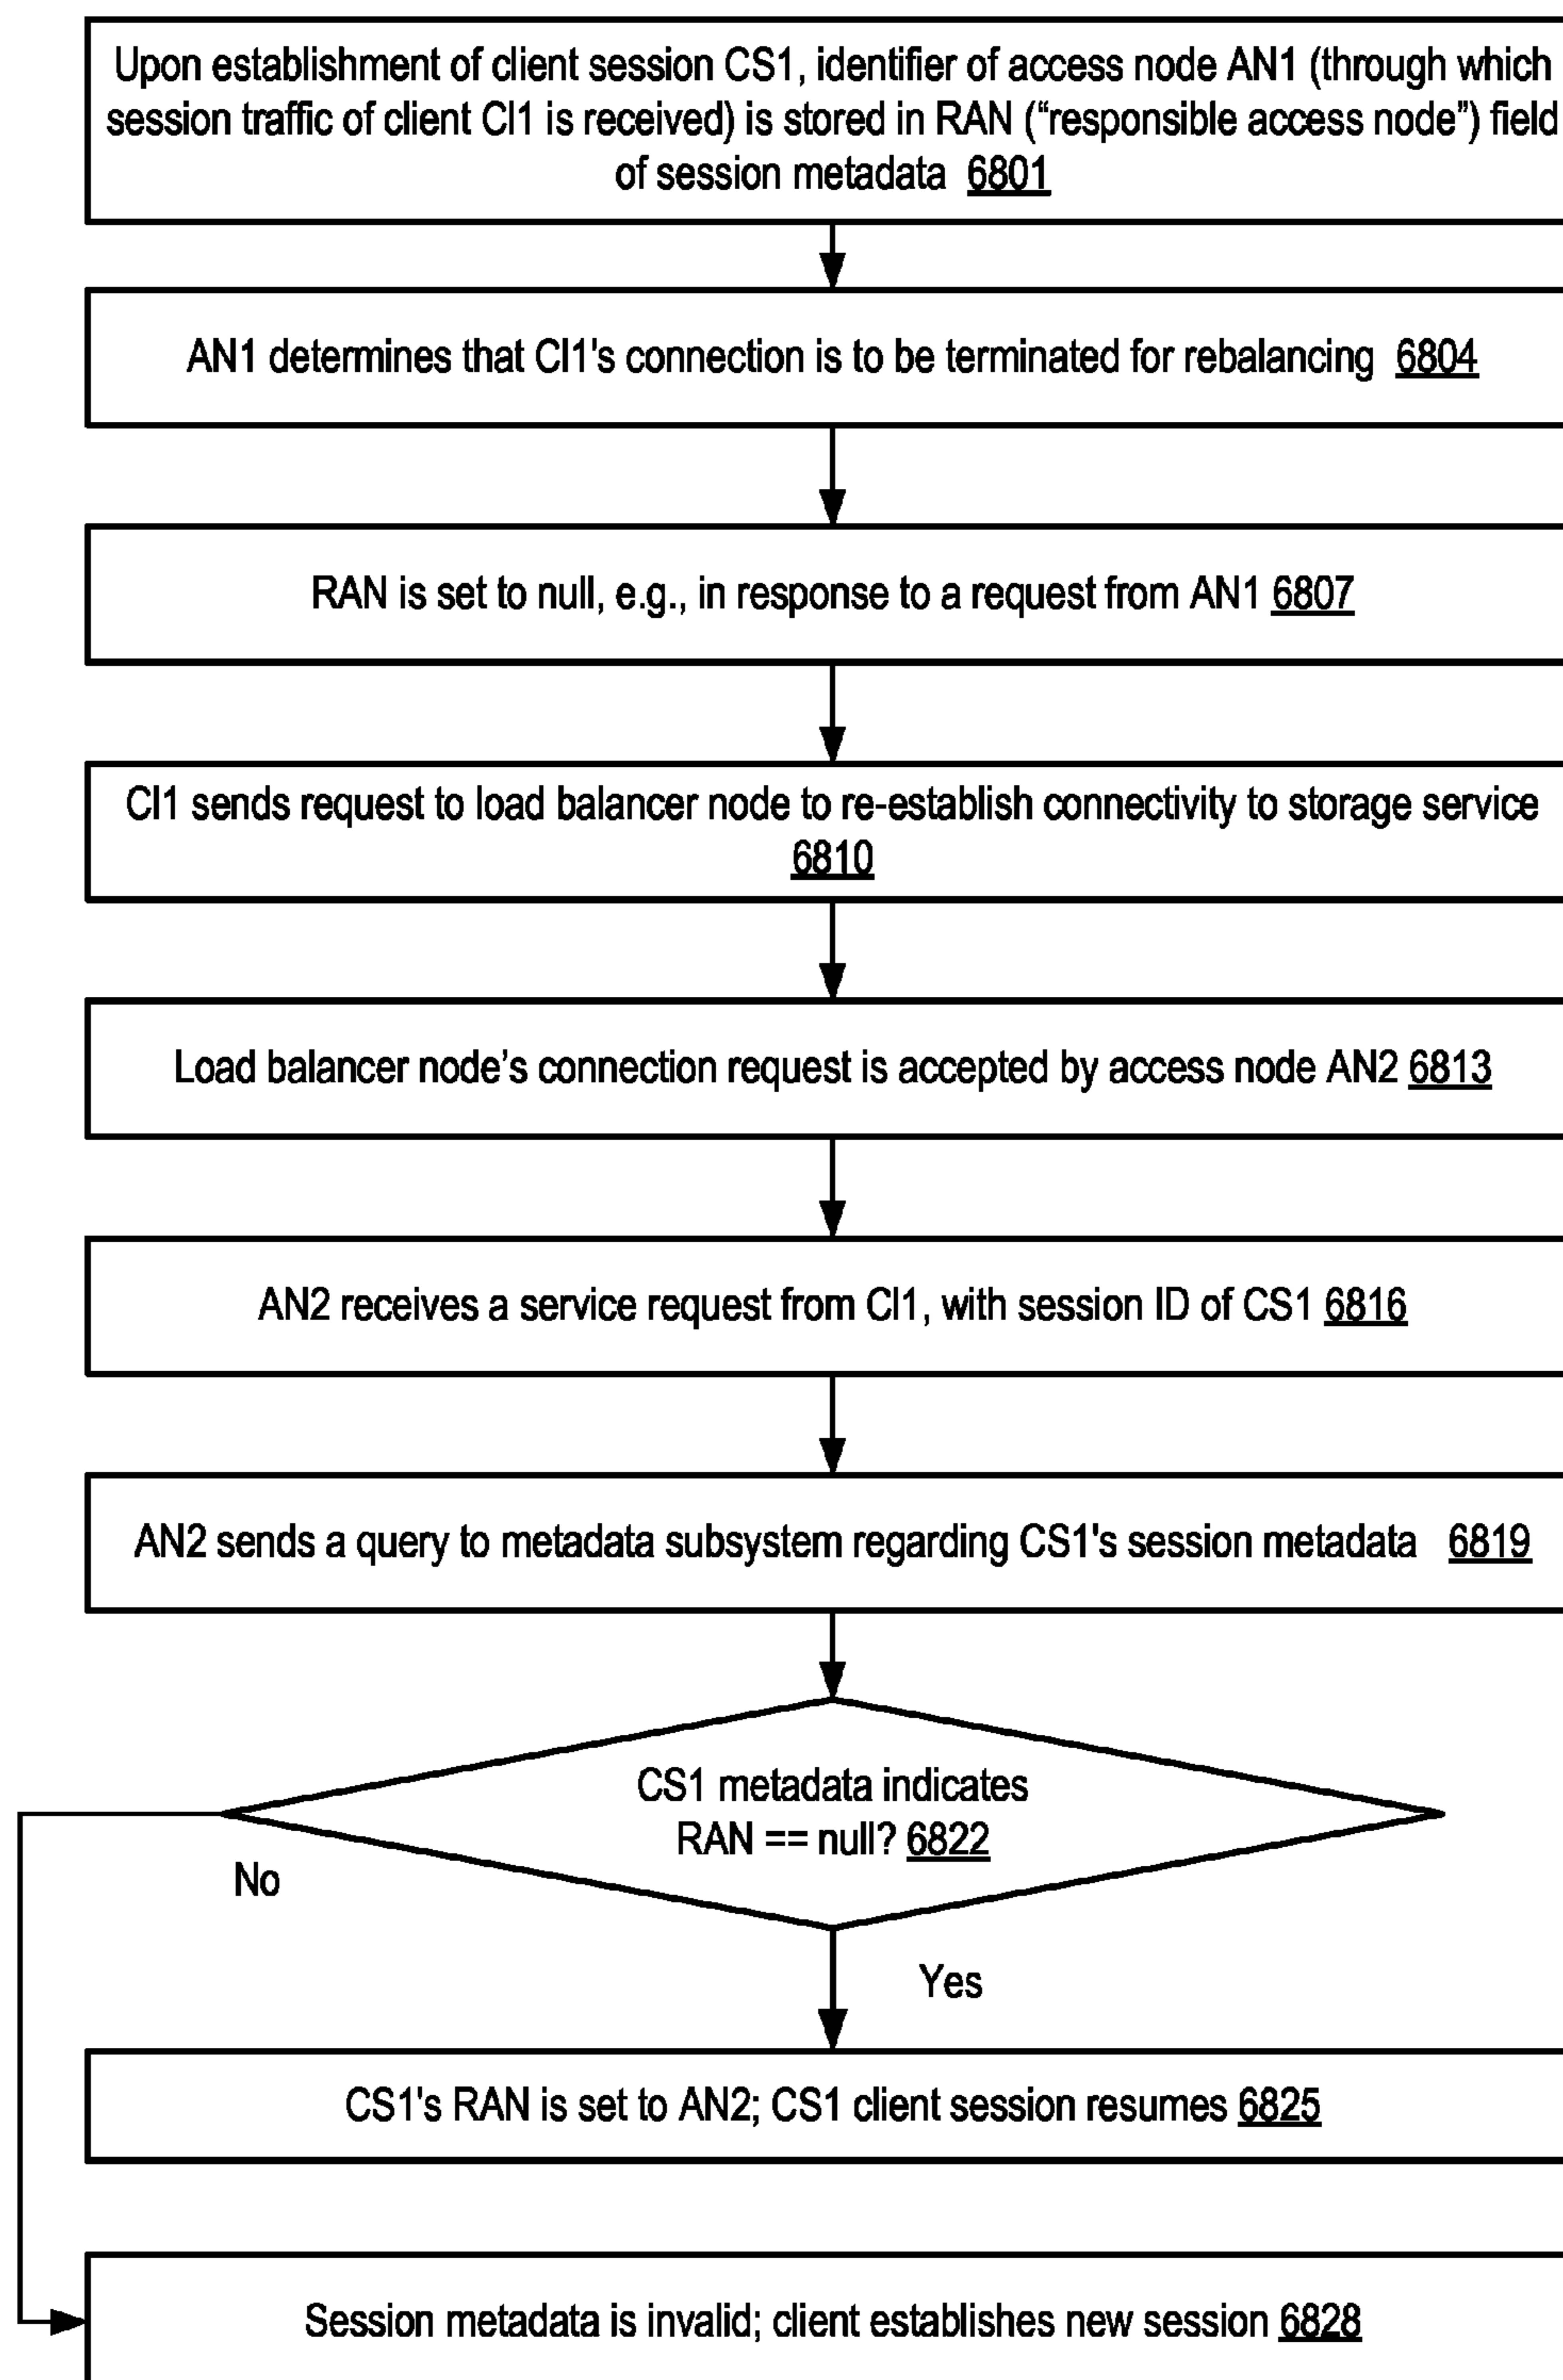 Upon establishment of client session CS1, identifier of access node AN1 (through which
session traffic of client Cl1 is received) is stored in RAN (“responsible access node”) field
of session metadata 6801
AN1 determines that Cl1's connection is to be terminated for rebalancing 6804
RAN is set to null, e.g., in response to a request from AN1 6807
Cl1 sends request to load balancer node to re-establish connectivity to storage service
6810
Load balancer node’s connection request is accepted by access node AN2 6813
AN2 receives a service request from Cl1, with session ID of CS1 6816
AN2 sends a query to metadata subsystem regarding CS1's session metadata 6819
CS1 metadata indicates
RAN == null? 6822
No
Yes
CS1's RAN is set to AN2; CS1 client session resumes 6825
Session metadata is invalid; client establishes new session 6828